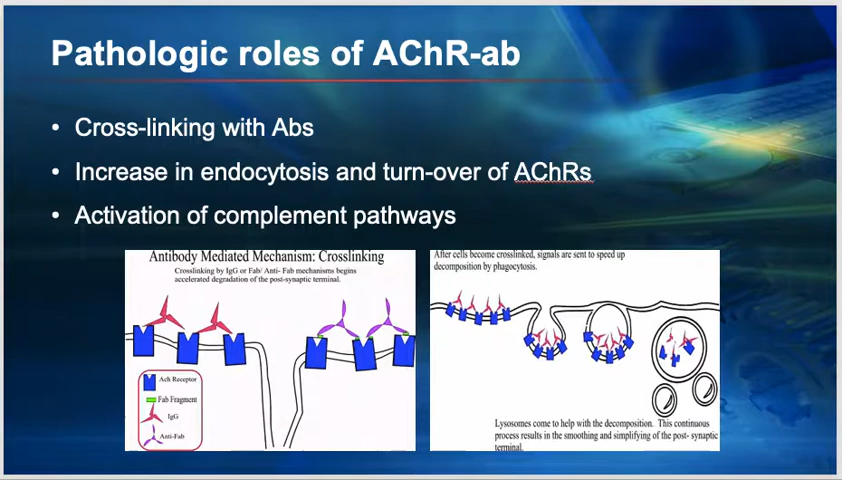 Pathologic roles of AChR-ab
• Cross-linking with Abs
• Increase in endocytosis and turn-over of AChRs
• Activation of complement pathways
Antibody Mediated Mechanism: Crosslinking
Crosslinking by IgG or Fab/ Anti- Fab mechanisms begins
accelerated degradation of the post-synaptic terminal.
Ach Receptor
Fab Fragment
IgG
Anti-Fab
After cells become crosslinked, signals are sent to speed up
decomposition by phagocytosis.
Lysosomes come to help with the decomposition. This continuous
process results in the smoothing and simplifying of the post- synaptic
terminal.